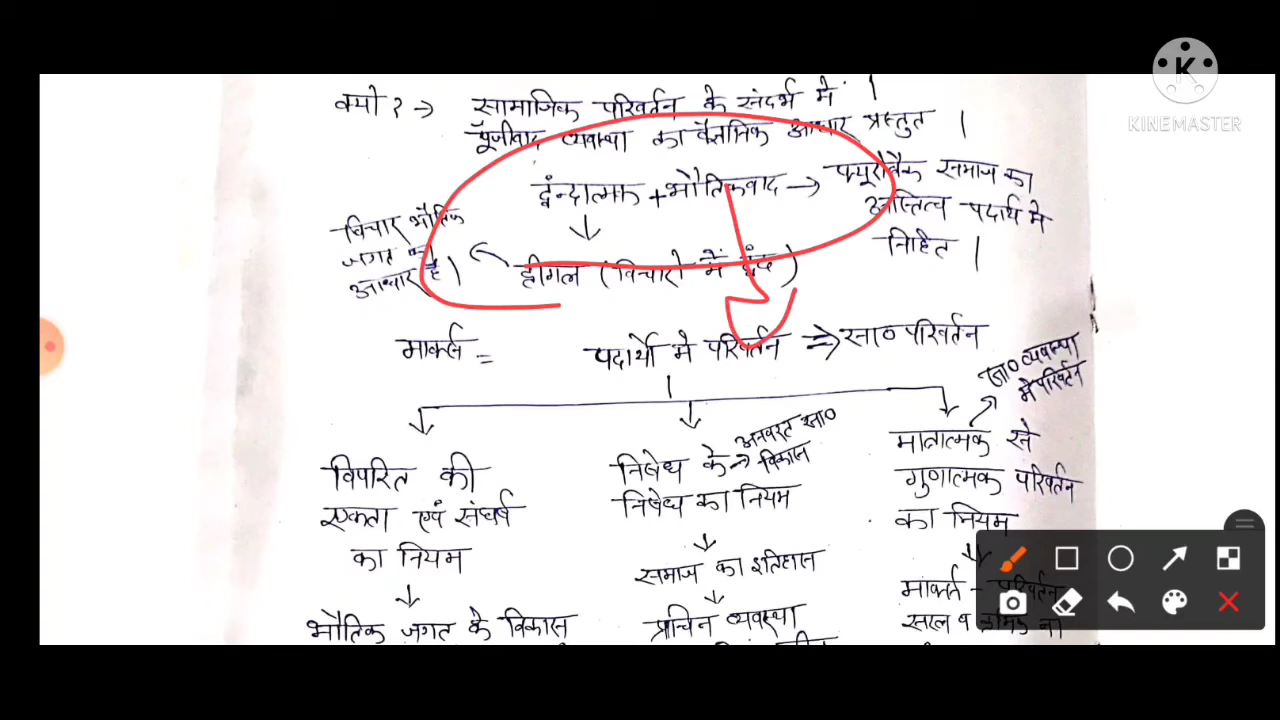 क्यों ? → सामाजिक परिवर्तन के संदर्भ में |
पूँजीवाद व्यवस्था का वैज्ञानिक आधार प्रस्तुत |
द्वंन्दात्मक + भौतिकवाद → फ्यूरोबैक समाज का
अस्तित्व पदार्थ मे
निहित |
विचार भौतिक
जगत का
आधार है |
हीगल (विचारो में द्वंद)
मार्क्स = पदार्थो मे परिवर्तन ⇒ सा० परिवर्तन
सा० व्यवस्था
मे परिवर्तन
विपरित की
एकता एवं संघर्ष
का नियम
भौतिक जगत के विकास
निषेध के → अनवरत सा०
विकास
निषेध का नियम
समाज का इतिहास
प्राचिन व्यवस्था
मात्रात्मक से
गुणात्मक परिवर्तन
का नियम
मार्क्स - परिवर्तन
सरल व
K
KINEMASTER